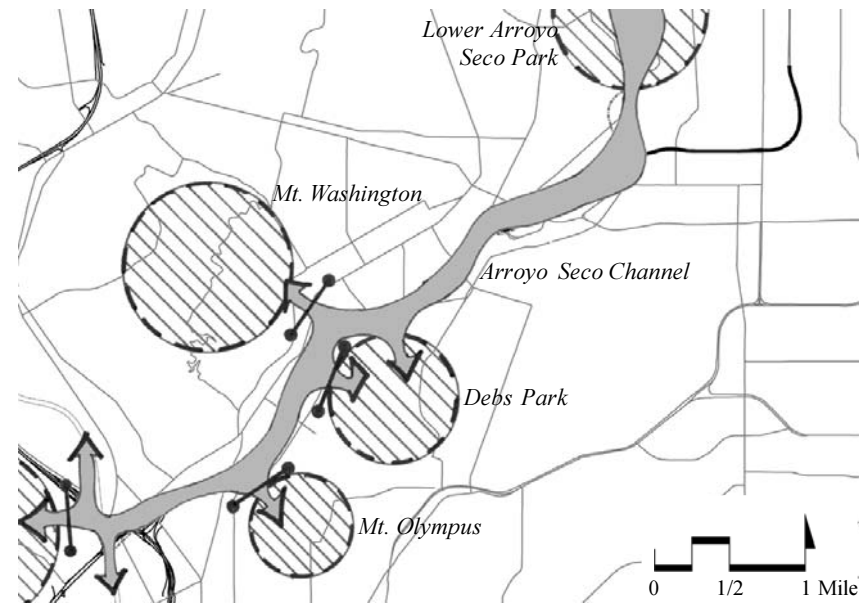 Lower Arroyo
Seco Park
Mt. Washington
Arroyo Seco Channel
Debs Park
Mt. Olympus
0 1/2 1 Mile